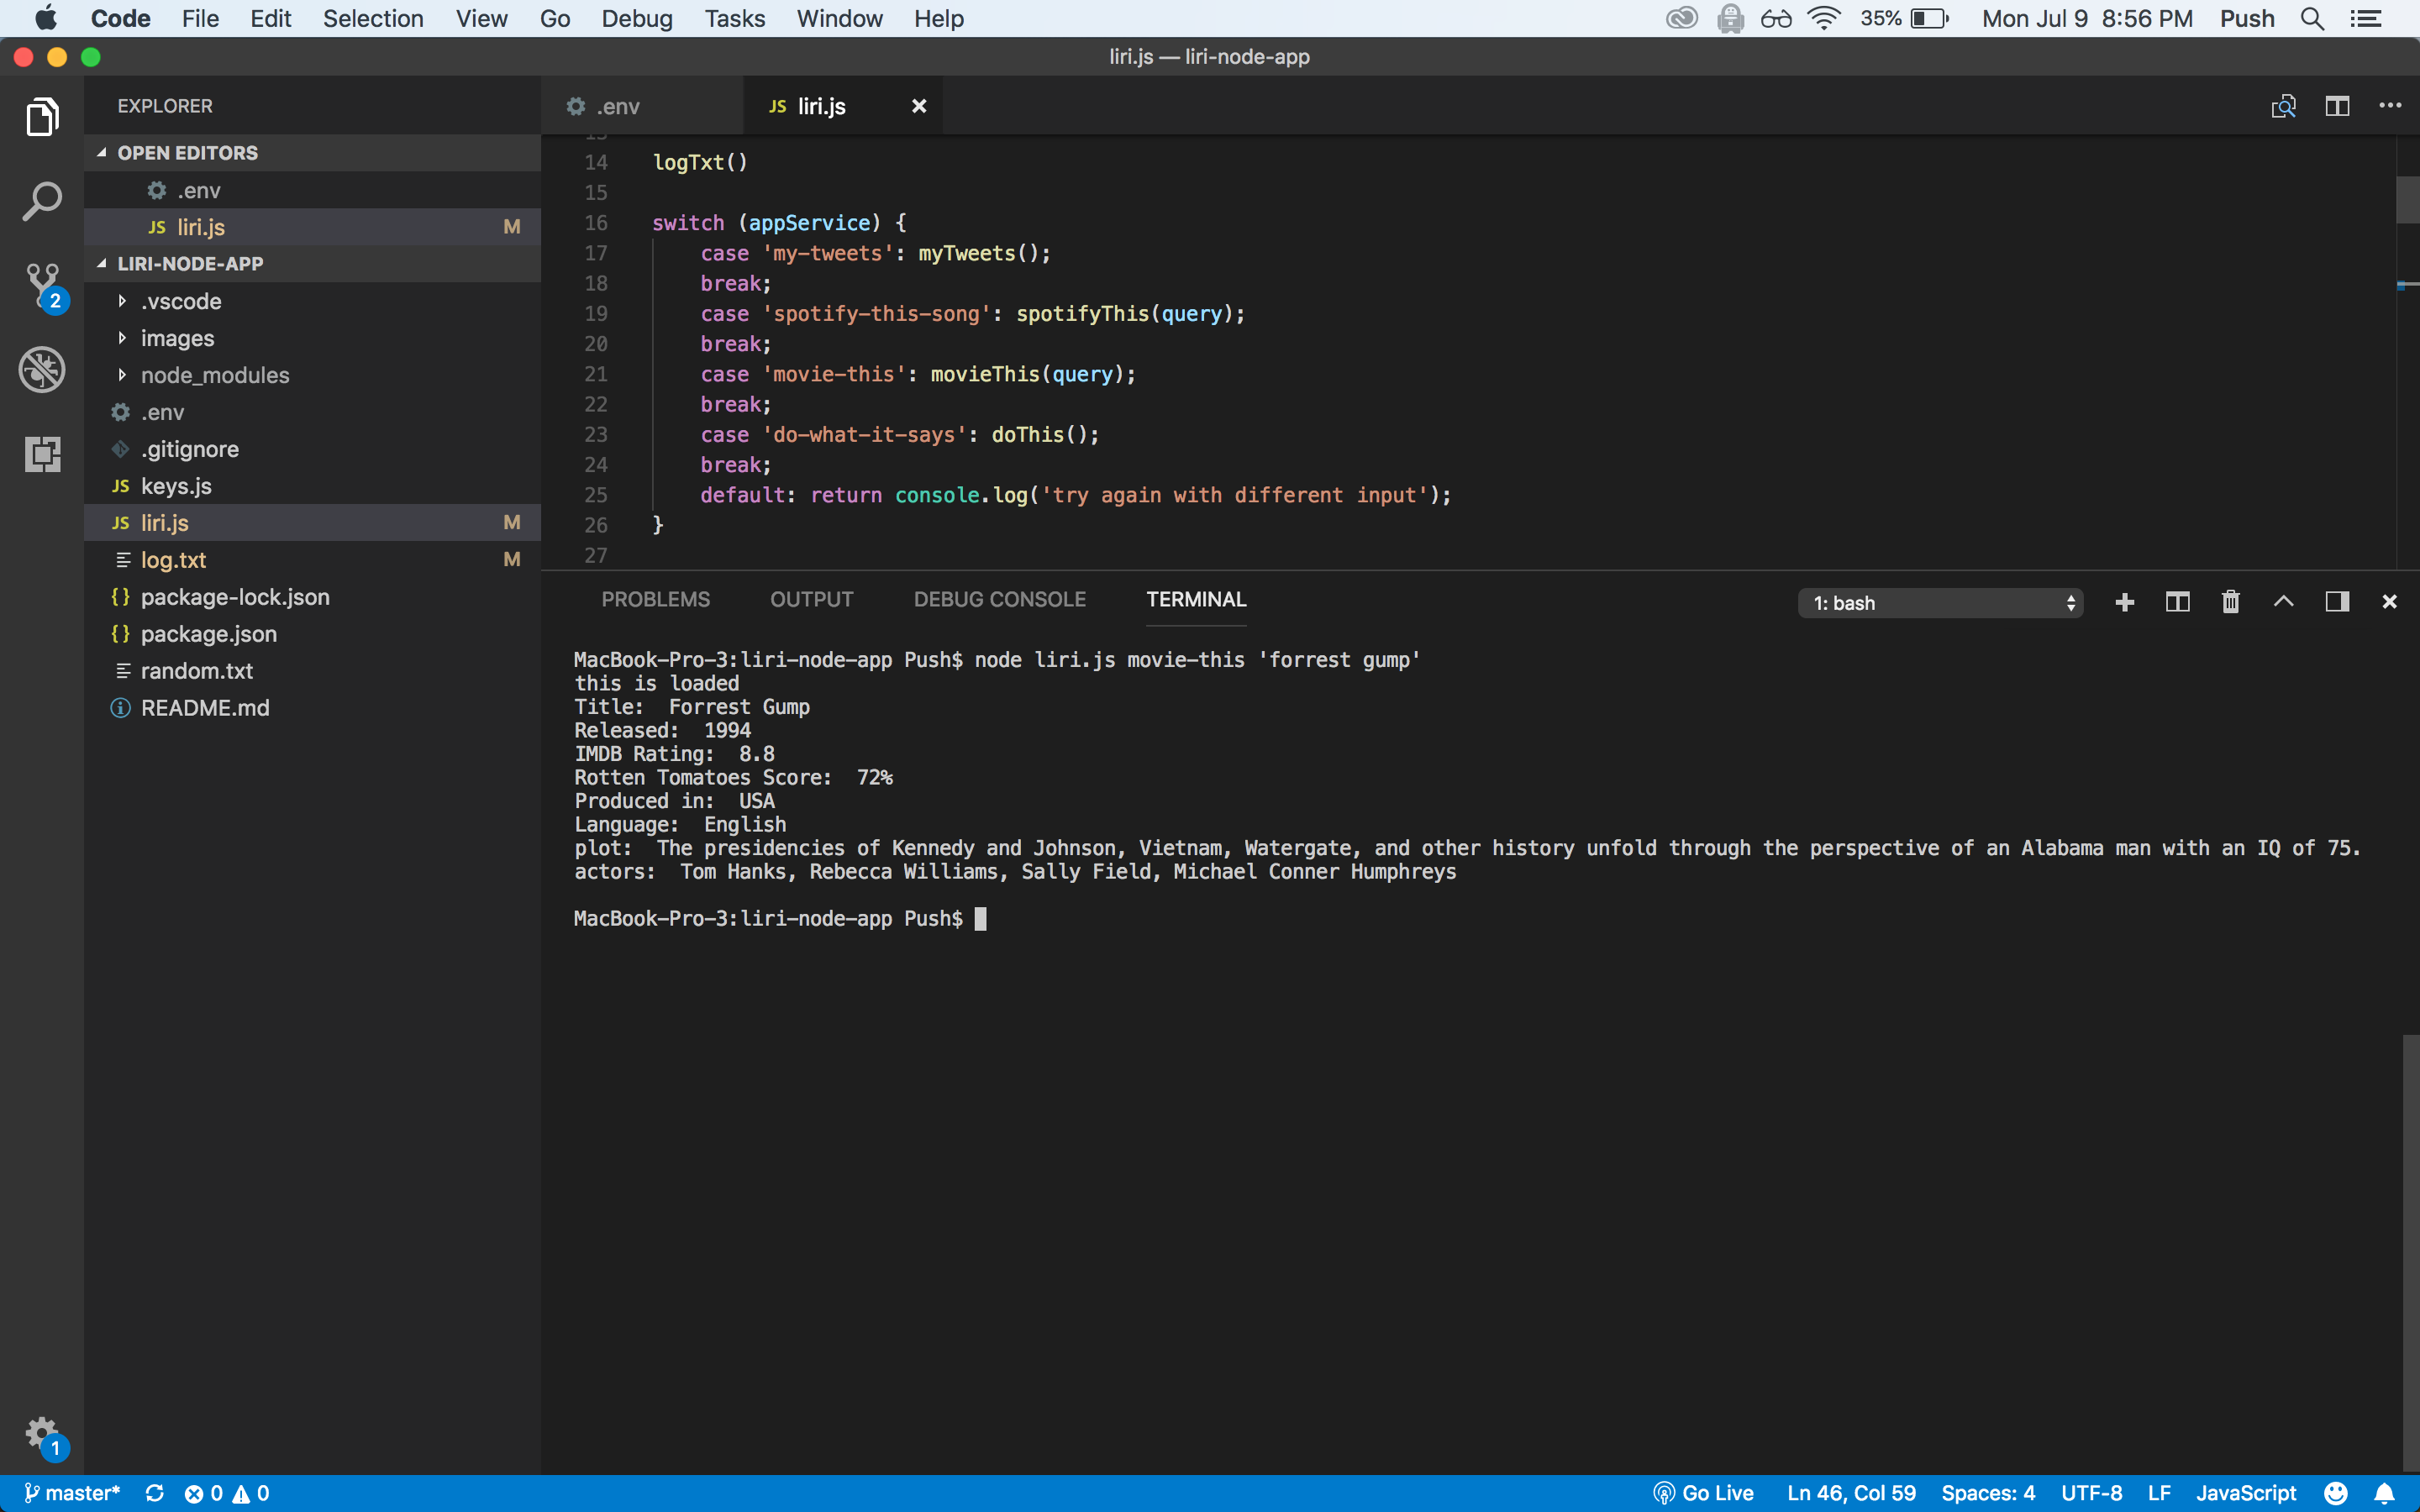 Code File Edit Selection View Go Debug Tasks Window Help 35% Mon Jul 9 8:56 PM Push
liri.js — liri-node-app
EXPLORER
OPEN EDITORS
.env
JS liri.js M
LIRI-NODE-APP
.vscode
images
node_modules
.env
.gitignore
JS keys.js
JS liri.js M
log.txt M
{} package-lock.json
{} package.json
random.txt
README.md
2
1
.env JS liri.js
13
14 logTxt()
15
16 switch (appService) {
17 case 'my-tweets': myTweets();
18 break;
19 case 'spotify-this-song': spotifyThis(query);
20 break;
21 case 'movie-this': movieThis(query);
22 break;
23 case 'do-what-it-says': doThis();
24 break;
25 default: return console.log('try again with different input');
26 }
27
PROBLEMS OUTPUT DEBUG CONSOLE TERMINAL 1: bash
MacBook-Pro-3:liri-node-app Push$ node liri.js movie-this 'forrest gump'
this is loaded
Title:  Forrest Gump
Released:  1994
IMDB Rating:  8.8
Rotten Tomatoes Score:  72%
Produced in:  USA
Language:  English
plot:  The presidencies of Kennedy and Johnson, Vietnam, Watergate, and other history unfold through the perspective of an Alabama man with an IQ of 75.
actors:  Tom Hanks, Rebecca Williams, Sally Field, Michael Conner Humphreys
MacBook-Pro-3:liri-node-app Push$
master* 0 0 Go Live Ln 46, Col 59 Spaces: 4 UTF-8 LF JavaScript